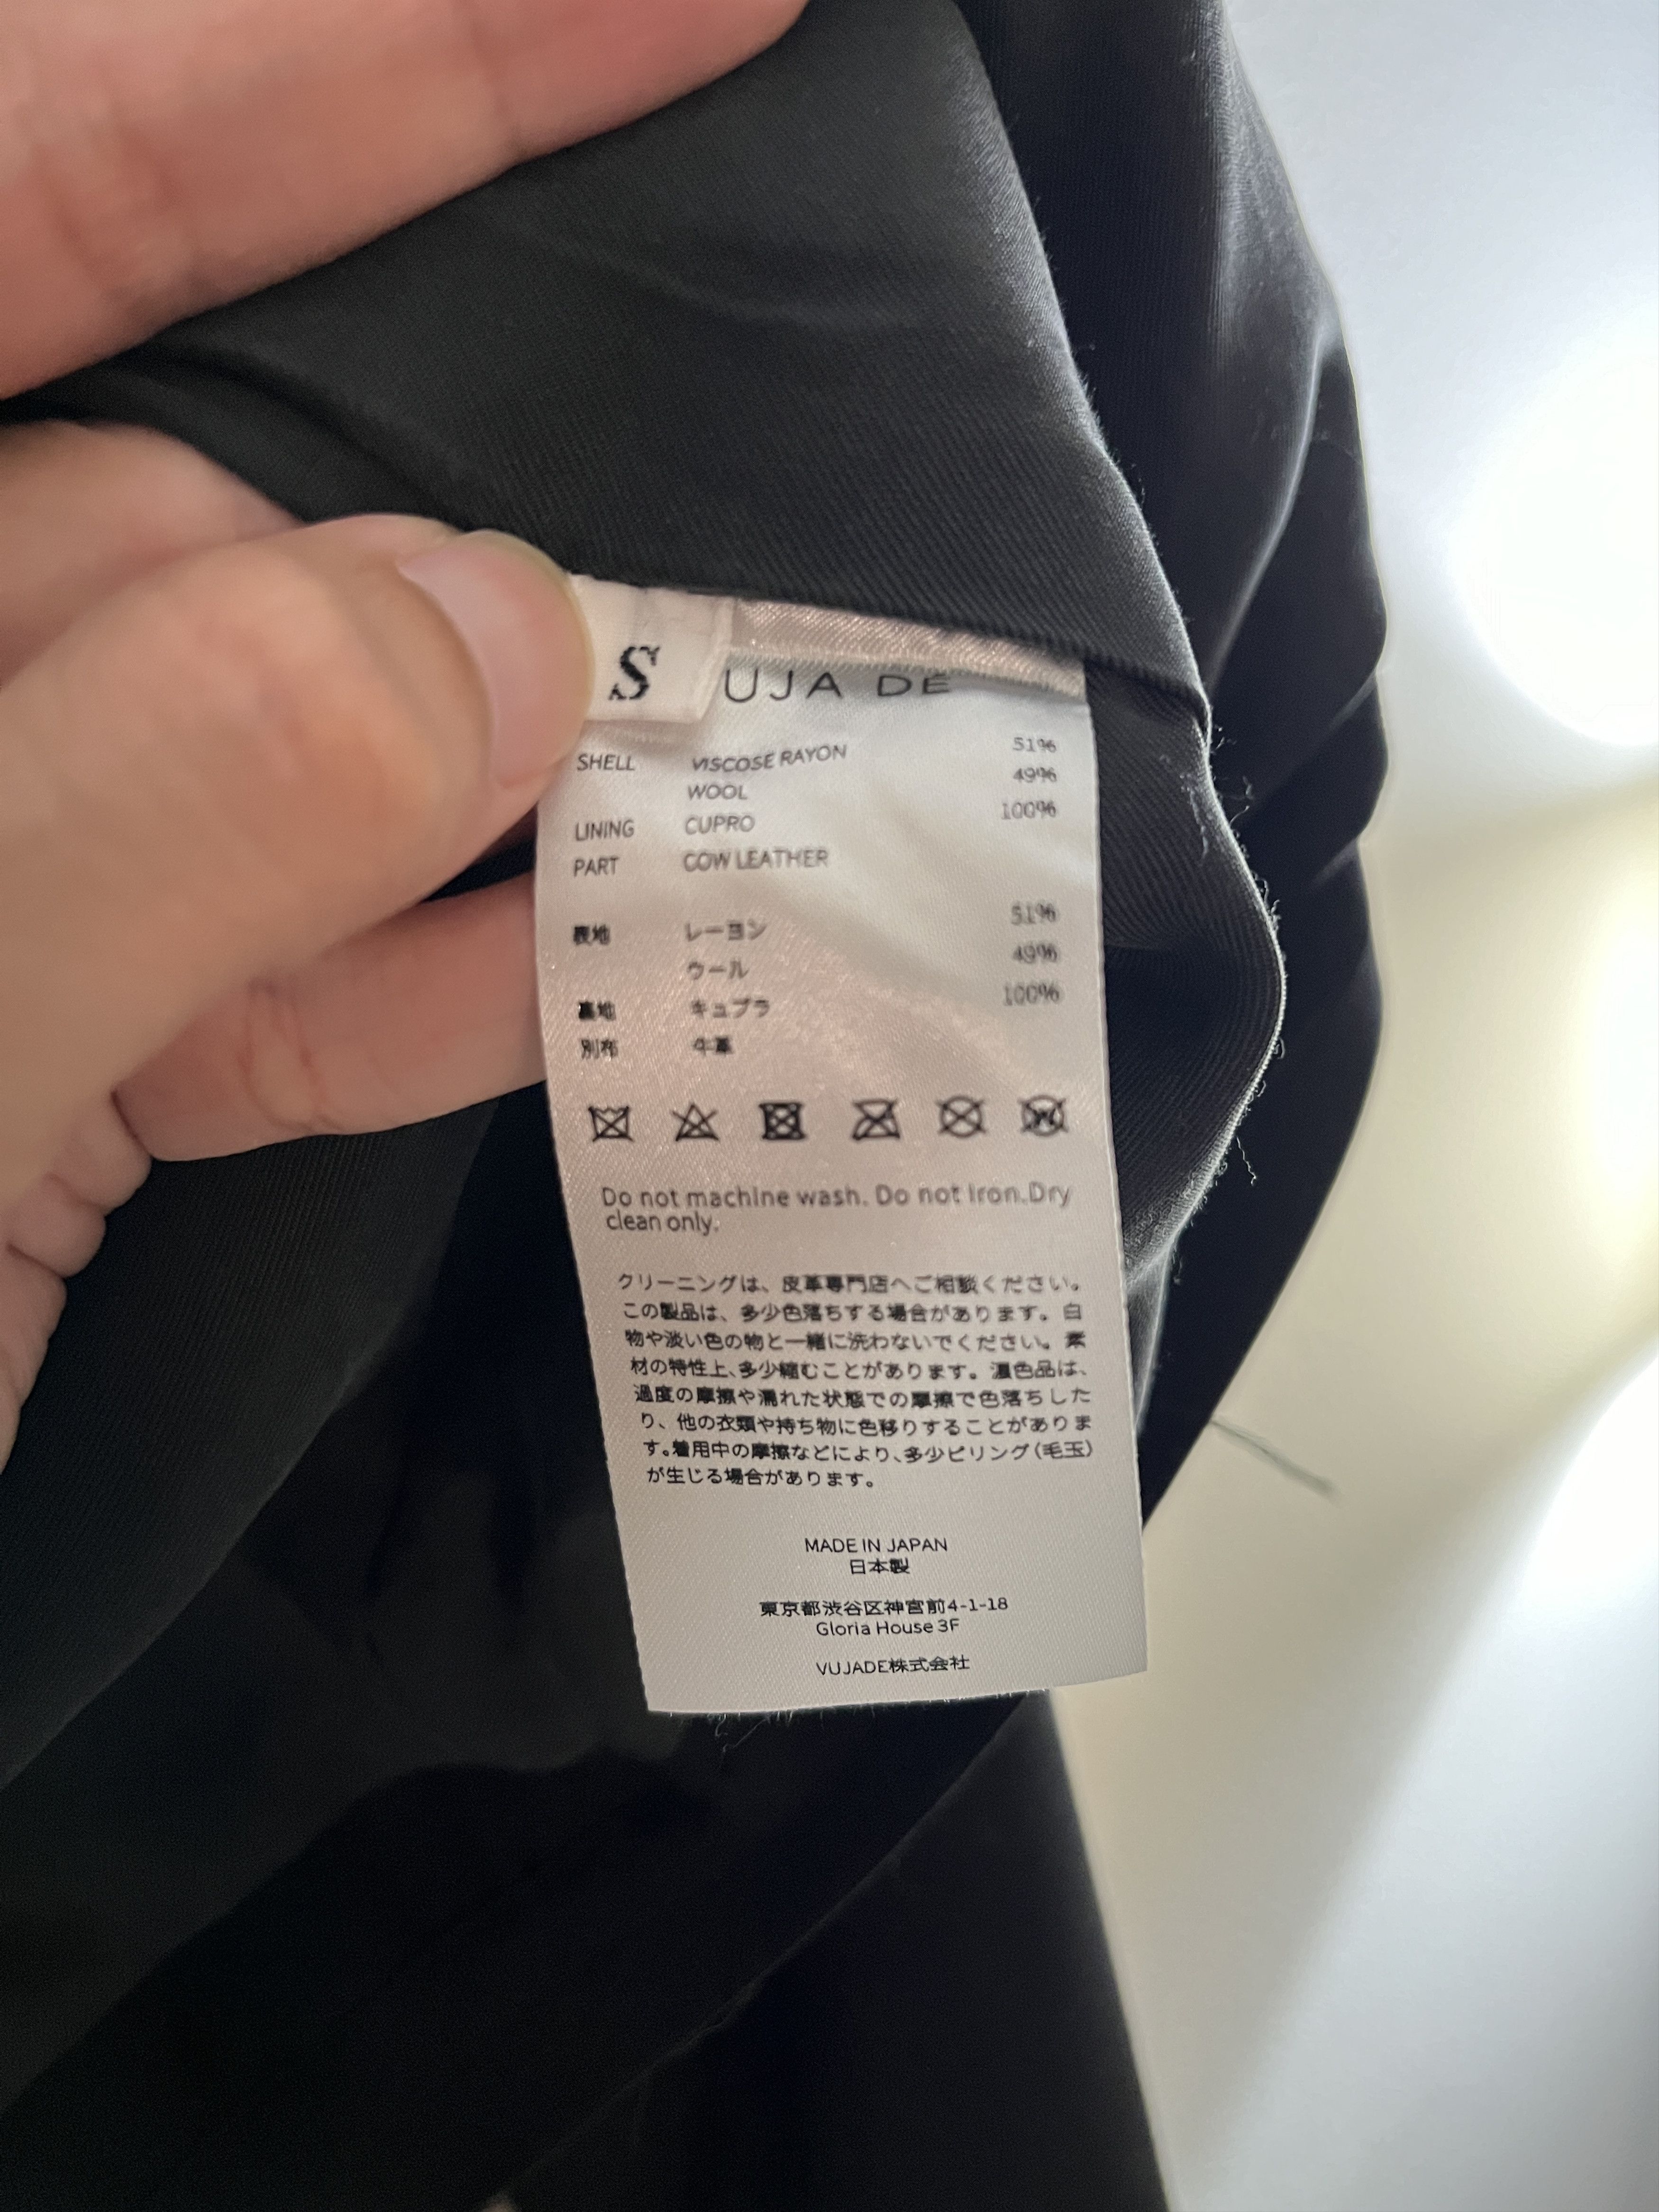 S
UJA DE
SHELL VISCOSE RAYON 51%
WOOL 49%
LINING CUPRO 100%
PART COW LEATHER
表地 レーヨン 51%
ウール 49%
裏地 キュプラ 100%
別布 牛革
W
Do not machine wash. Do not Iron.Dry
clean only.
クリーニングは、皮革専門店へご相談ください。
この製品は、多少色落ちする場合があります。白
物や淡い色の物と一緒に洗わないでください。素
材の特性上、多少縮むことがあります。濃色品は、
過度の摩擦や濡れた状態での摩擦で色落ちした
り、他の衣類や持ち物に色移りすることがありま
す。着用中の摩擦などにより、多少ピリング(毛玉)
が生じる場合があります。
MADE IN JAPAN
日本製
東京都渋谷区神宮前4-1-18
Gloria House 3F
VUJADE株式会社